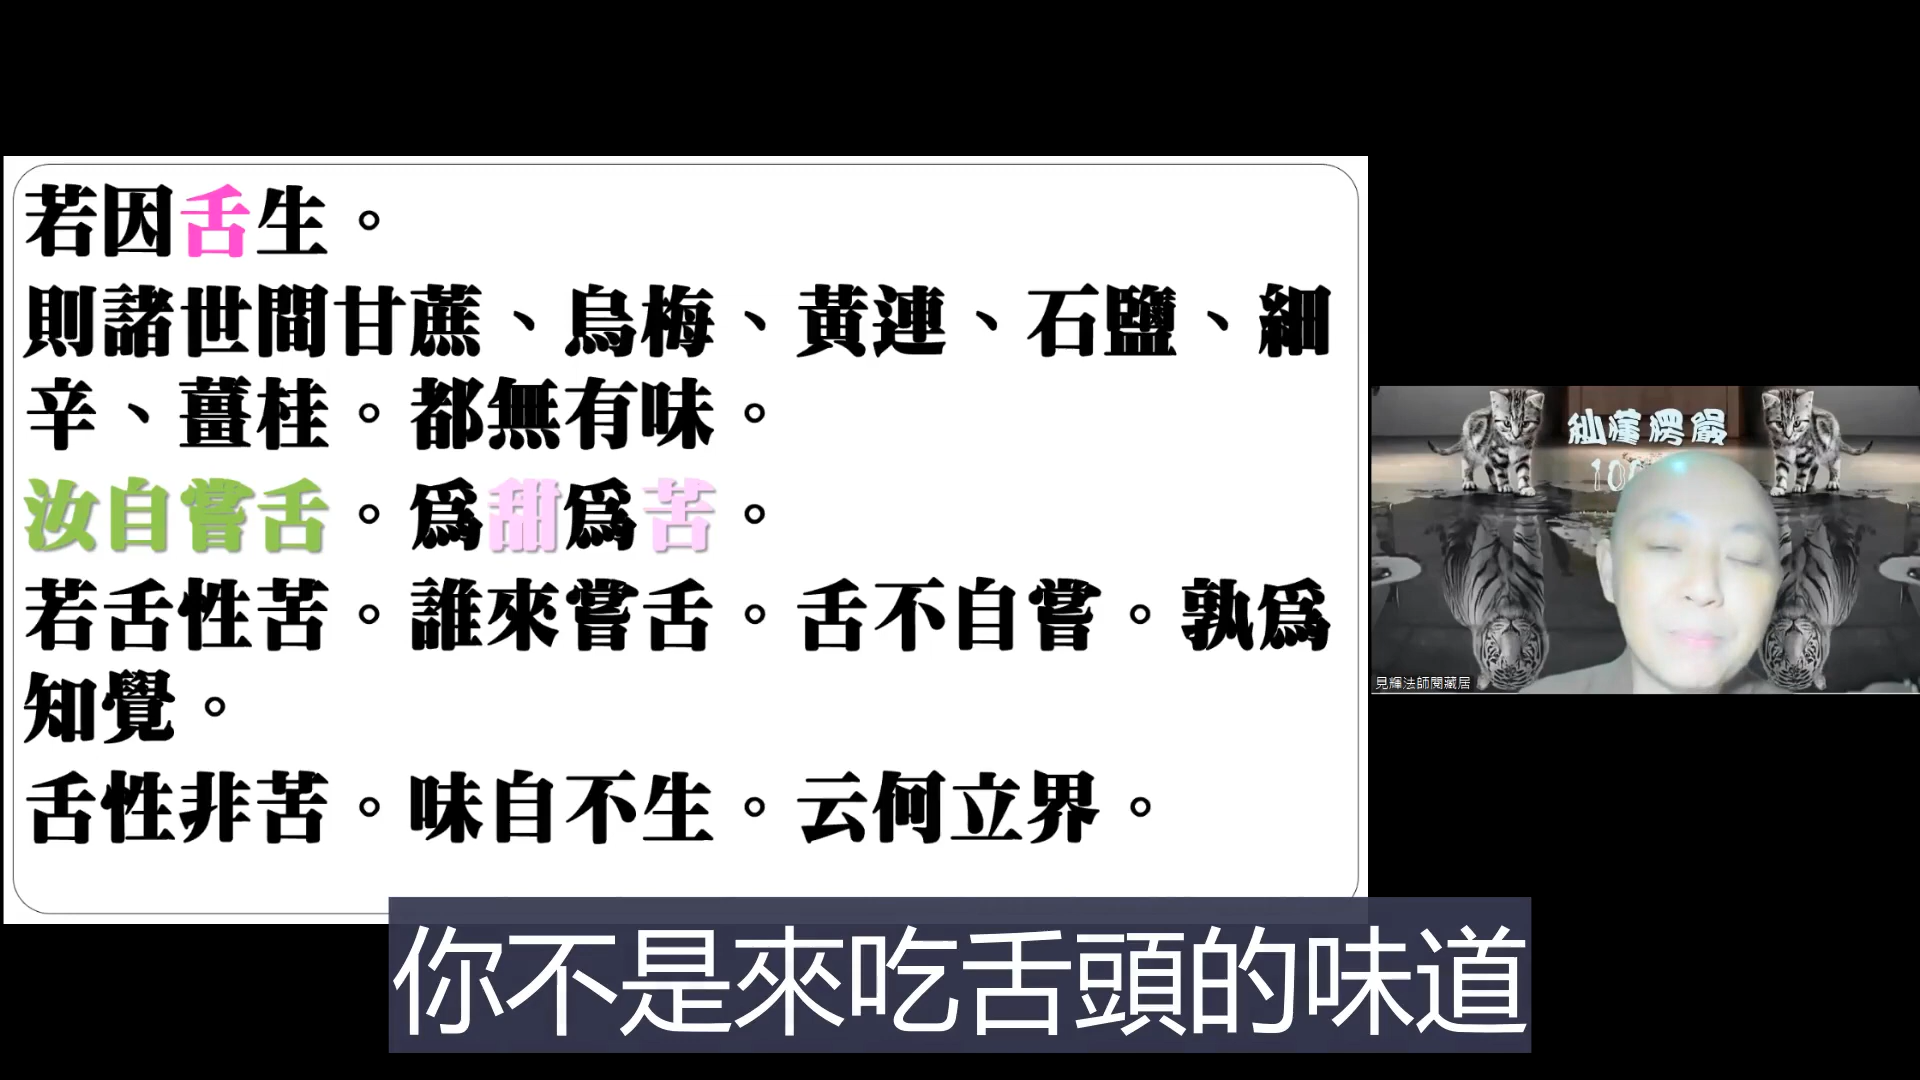 若因舌生。
則諸世間甘蔗、烏梅、黃連、石鹽、細
辛、薑桂。都無有味。
汝自嘗舌。爲甜爲苦。
若舌性苦。誰來嘗舌。舌不自嘗。孰爲
知覺。
舌性非苦。味自不生。云何立界。
秒懂楞嚴
見輝法師閱藏居
你不是來吃舌頭的味道